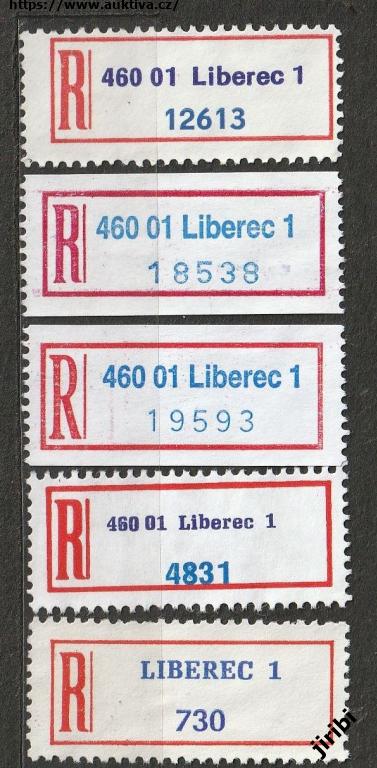 https://www.auktiva.cz/
R 460 01 Liberec 1
12613
R 460 01 Liberec 1
18538
R 460 01 Liberec 1
19593
R 460 01 Liberec 1
4831
R LIBEREC 1
730
jiribi